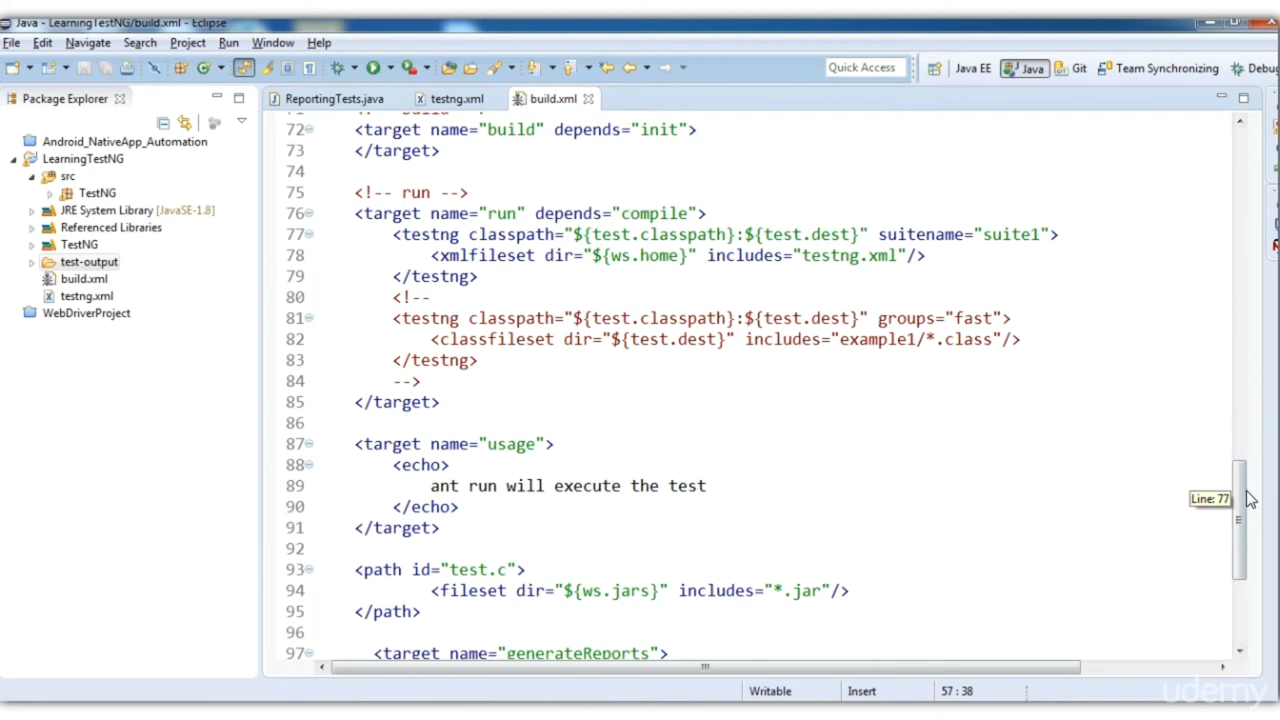 Java - LearningTestNG/build.xml - Eclipse
File Edit Navigate Search Project Run Window Help
Quick Access
Java EE
Java
Git
Team Synchronizing
Debug
Package Explorer
ReportingTests.java
testng.xml
build.xml
Android_NativeApp_Automation
LearningTestNG
src
TestNG
JRE System Library [JavaSE-1.8]
Referenced Libraries
TestNG
test-output
build.xml
testng.xml
WebDriverProject
72 <target name="build" depends="init">
73 </target>
74
75 <!-- run -->
76 <target name="run" depends="compile">
77 <testng classpath="${test.classpath}:${test.dest}" suitename="suite1">
78 <xmlfileset dir="${ws.home}" includes="testng.xml"/>
79 </testng>
80 <!--
81 <testng classpath="${test.classpath}:${test.dest}" groups="fast">
82 <classfileset dir="${test.dest}" includes="example1/*.class"/>
83 </testng>
84 -->
85 </target>
86
87 <target name="usage">
88 <echo>
89 ant run will execute the test
90 </echo>
91 </target>
92
93 <path id="test.c">
94 <fileset dir="${ws.jars}" includes="*.jar"/>
95 </path>
96
97 <target name="generateReports">
Line: 77
Writable
Insert
57 : 38
udemy